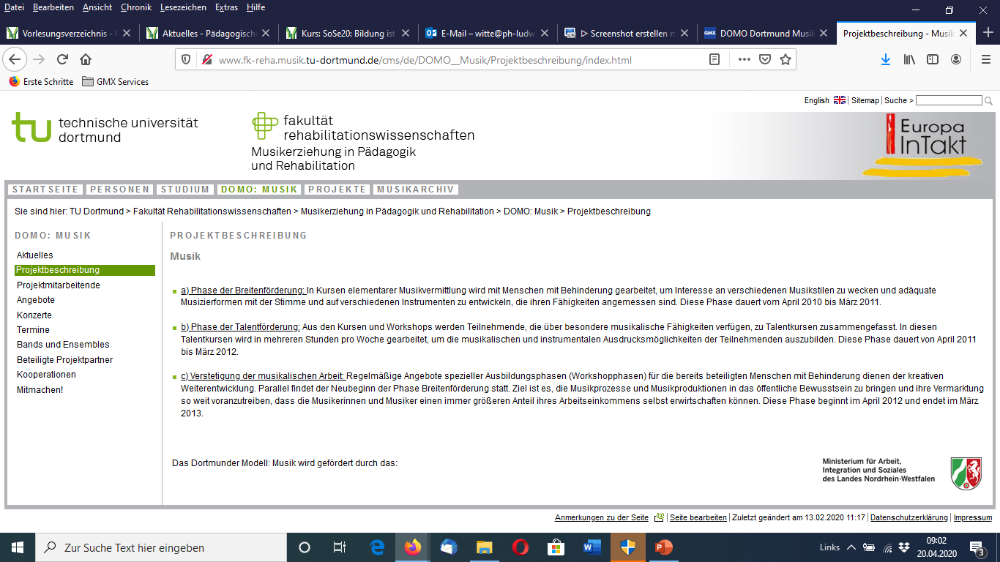 Datei Bearbeiten Ansicht Chronik Lesezeichen Extras Hilfe
Vorlesungsverzeichnis - Aktuelles - Pädagogisch Kurs: SoSe20: Bildung ist E-Mail – witte@ph-ludw ▷ Screenshot erstellen GMX DOMO Dortmund Musik Projektbeschreibung - Musik
www.fk-reha.musik.tu-dortmund.de/cms/de/DOMO__Musik/Projektbeschreibung/index.html
Erste Schritte GMX Services
English Sitemap Suche >
technische universität
dortmund
fakultät
rehabilitationswissenschaften
Musikerziehung in Pädagogik
und Rehabilitation
Europa
InTakt
STARTSEITE PERSONEN STUDIUM DOMO: MUSIK PROJEKTE MUSIKARCHIV
Sie sind hier: TU Dortmund > Fakultät Rehabilitationswissenschaften > Musikerziehung in Pädagogik und Rehabilitation > DOMO: Musik > Projektbeschreibung
DOMO: MUSIK
Aktuelles
Projektbeschreibung
Projektmitarbeitende
Angebote
Konzerte
Termine
Bands und Ensembles
Beteiligte Projektpartner
Kooperationen
Mitmachen!
PROJEKTBESCHREIBUNG
Musik
a) Phase der Breitenförderung: In Kursen elementarer Musikvermittlung wird mit Menschen mit Behinderung gearbeitet, um Interesse an verschiedenen Musikstilen zu wecken und adäquate
Musizierformen mit der Stimme und auf verschiedenen Instrumenten zu entwickeln, die ihren Fähigkeiten angemessen sind. Diese Phase dauert vom April 2010 bis März 2011.
b) Phase der Talentförderung: Aus den Kursen und Workshops werden Teilnehmende, die über besondere musikalische Fähigkeiten verfügen, zu Talentkursen zusammengefasst. In diesen
Talentkursen wird in mehreren Stunden pro Woche gearbeitet, um die musikalischen und instrumentalen Ausdrucksmöglichkeiten der Teilnehmenden auszubilden. Diese Phase dauert von April 2011
bis März 2012.
c) Verstetigung der musikalischen Arbeit: Regelmäßige Angebote spezieller Ausbildungsphasen (Workshopphasen) für die bereits beteiligten Menschen mit Behinderung dienen der kreativen
Weiterentwicklung. Parallel findet der Neubeginn der Phase Breitenförderung statt. Ziel ist es, die Musikprozesse und Musikproduktionen in das öffentliche Bewusstsein zu bringen und ihre Vermarktung
so weit voranzutreiben, dass die Musikerinnen und Musiker einen immer größeren Anteil ihres Arbeitseinkommens selbst erwirtschaften können. Diese Phase beginnt im April 2012 und endet im März
2013.
Das Dortmunder Modell: Musik wird gefördert durch das:
Ministerium für Arbeit,
Integration und Soziales
des Landes Nordrhein-Westfalen
Anmerkungen zu der Seite Seite bearbeiten Zuletzt geändert am 13.02.2020 11:17 Datenschutzerklärung Impressum
Zur Suche Text hier eingeben
Links
09:02
20.04.2020
3